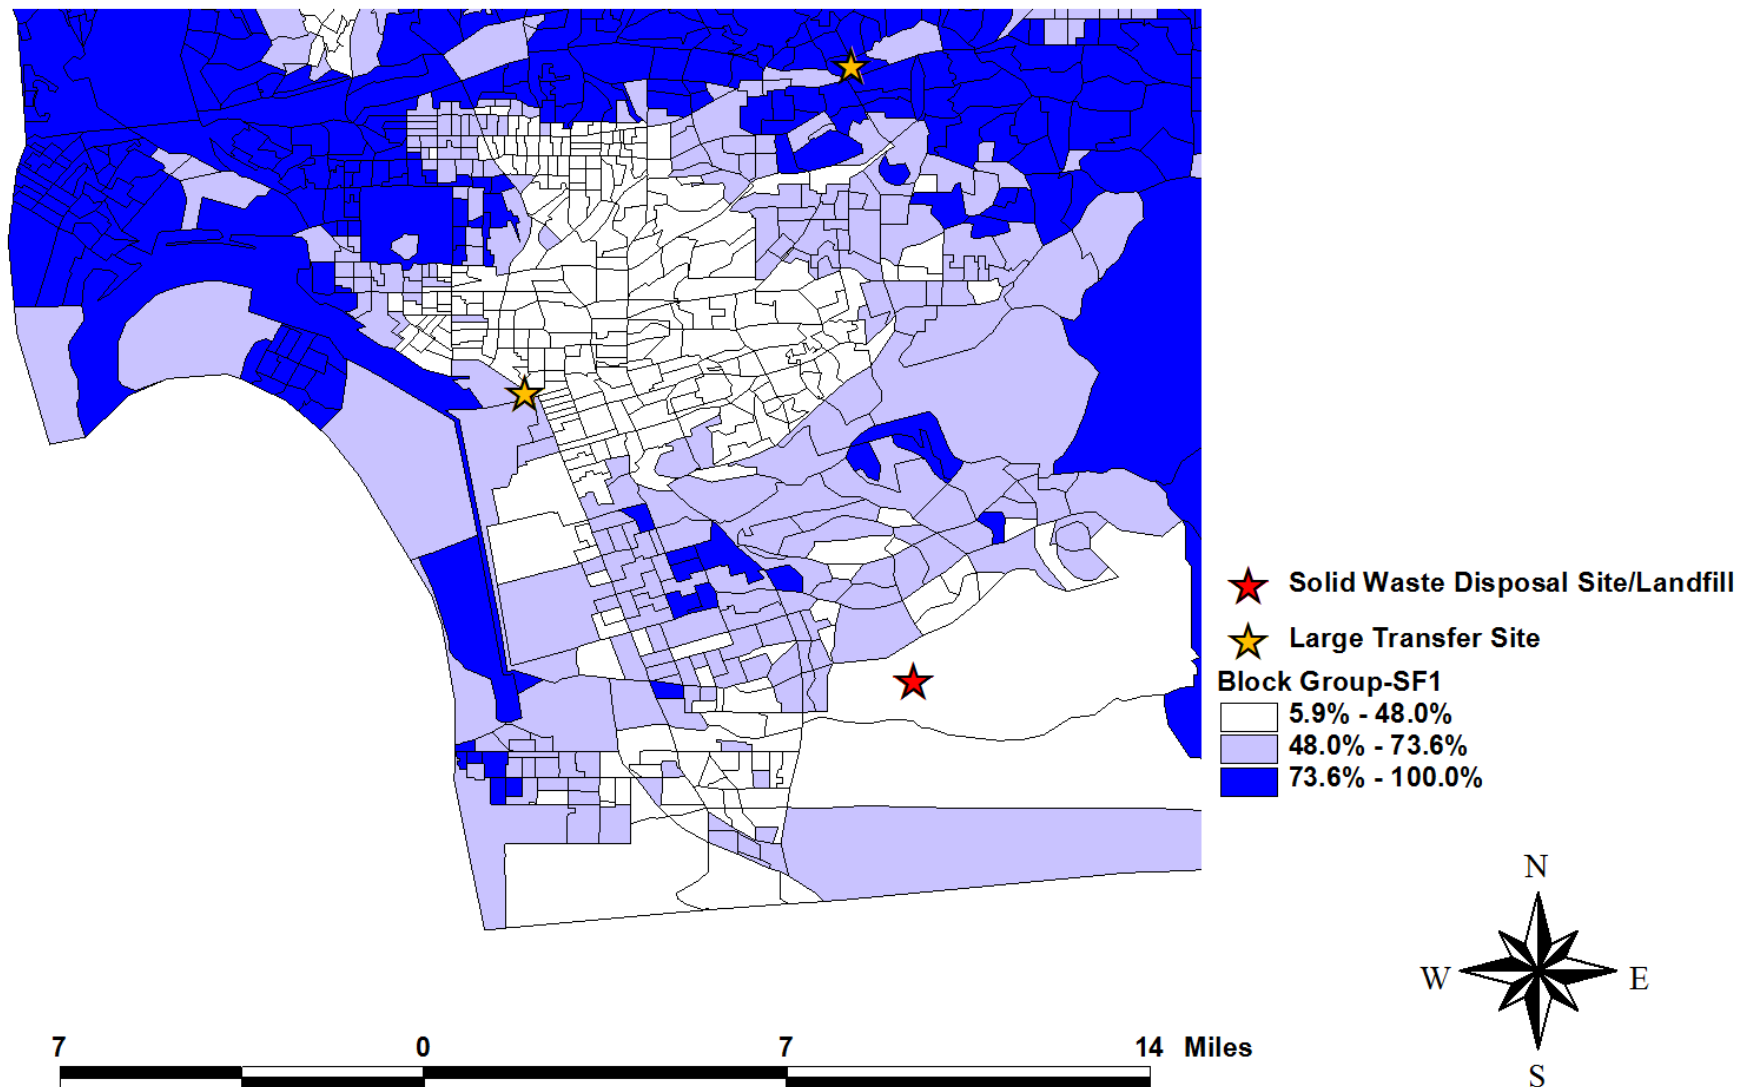 Solid Waste Disposal Site/Landfill
Large Transfer Site
Block Group-SF1
5.9% - 48.0%
48.0% - 73.6%
73.6% - 100.0%
N
W E
S
7 0 7 14 Miles